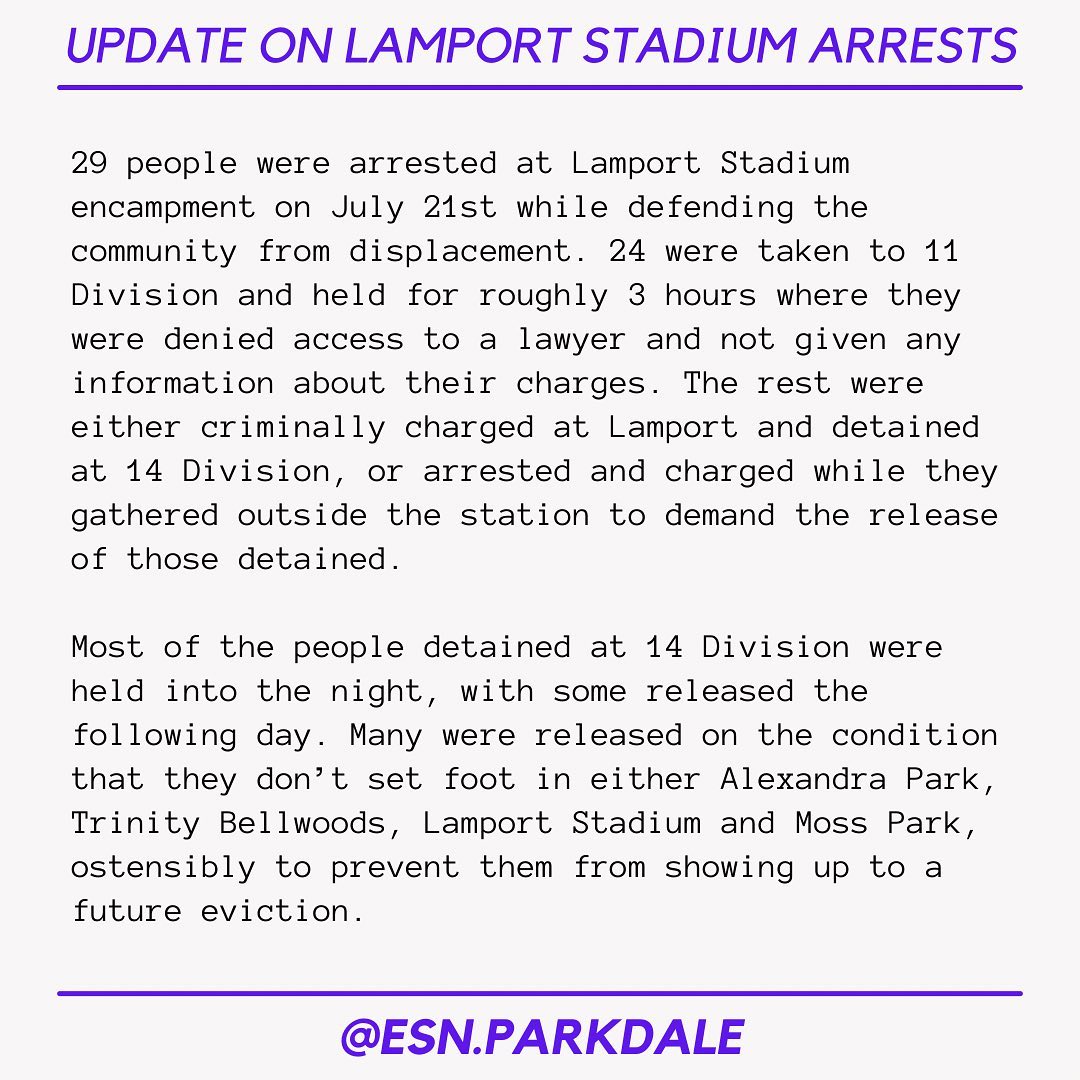 UPDATE ON LAMPORT STADIUM ARRESTS
29 people were arrested at Lamport Stadium
encampment on July 21st while defending the
community from displacement. 24 were taken to 11
Division and held for roughly 3 hours where they
were denied access to a lawyer and not given any
information about their charges. The rest were
either criminally charged at Lamport and detained
at 14 Division, or arrested and charged while they
gathered outside the station to demand the release
of those detained.
Most of the people detained at 14 Division were
held into the night, with some released the
following day. Many were released on the condition
that they don’t set foot in either Alexandra Park,
Trinity Bellwoods, Lamport Stadium and Moss Park,
ostensibly to prevent them from showing up to a
future eviction.
@ESN.PARKDALE